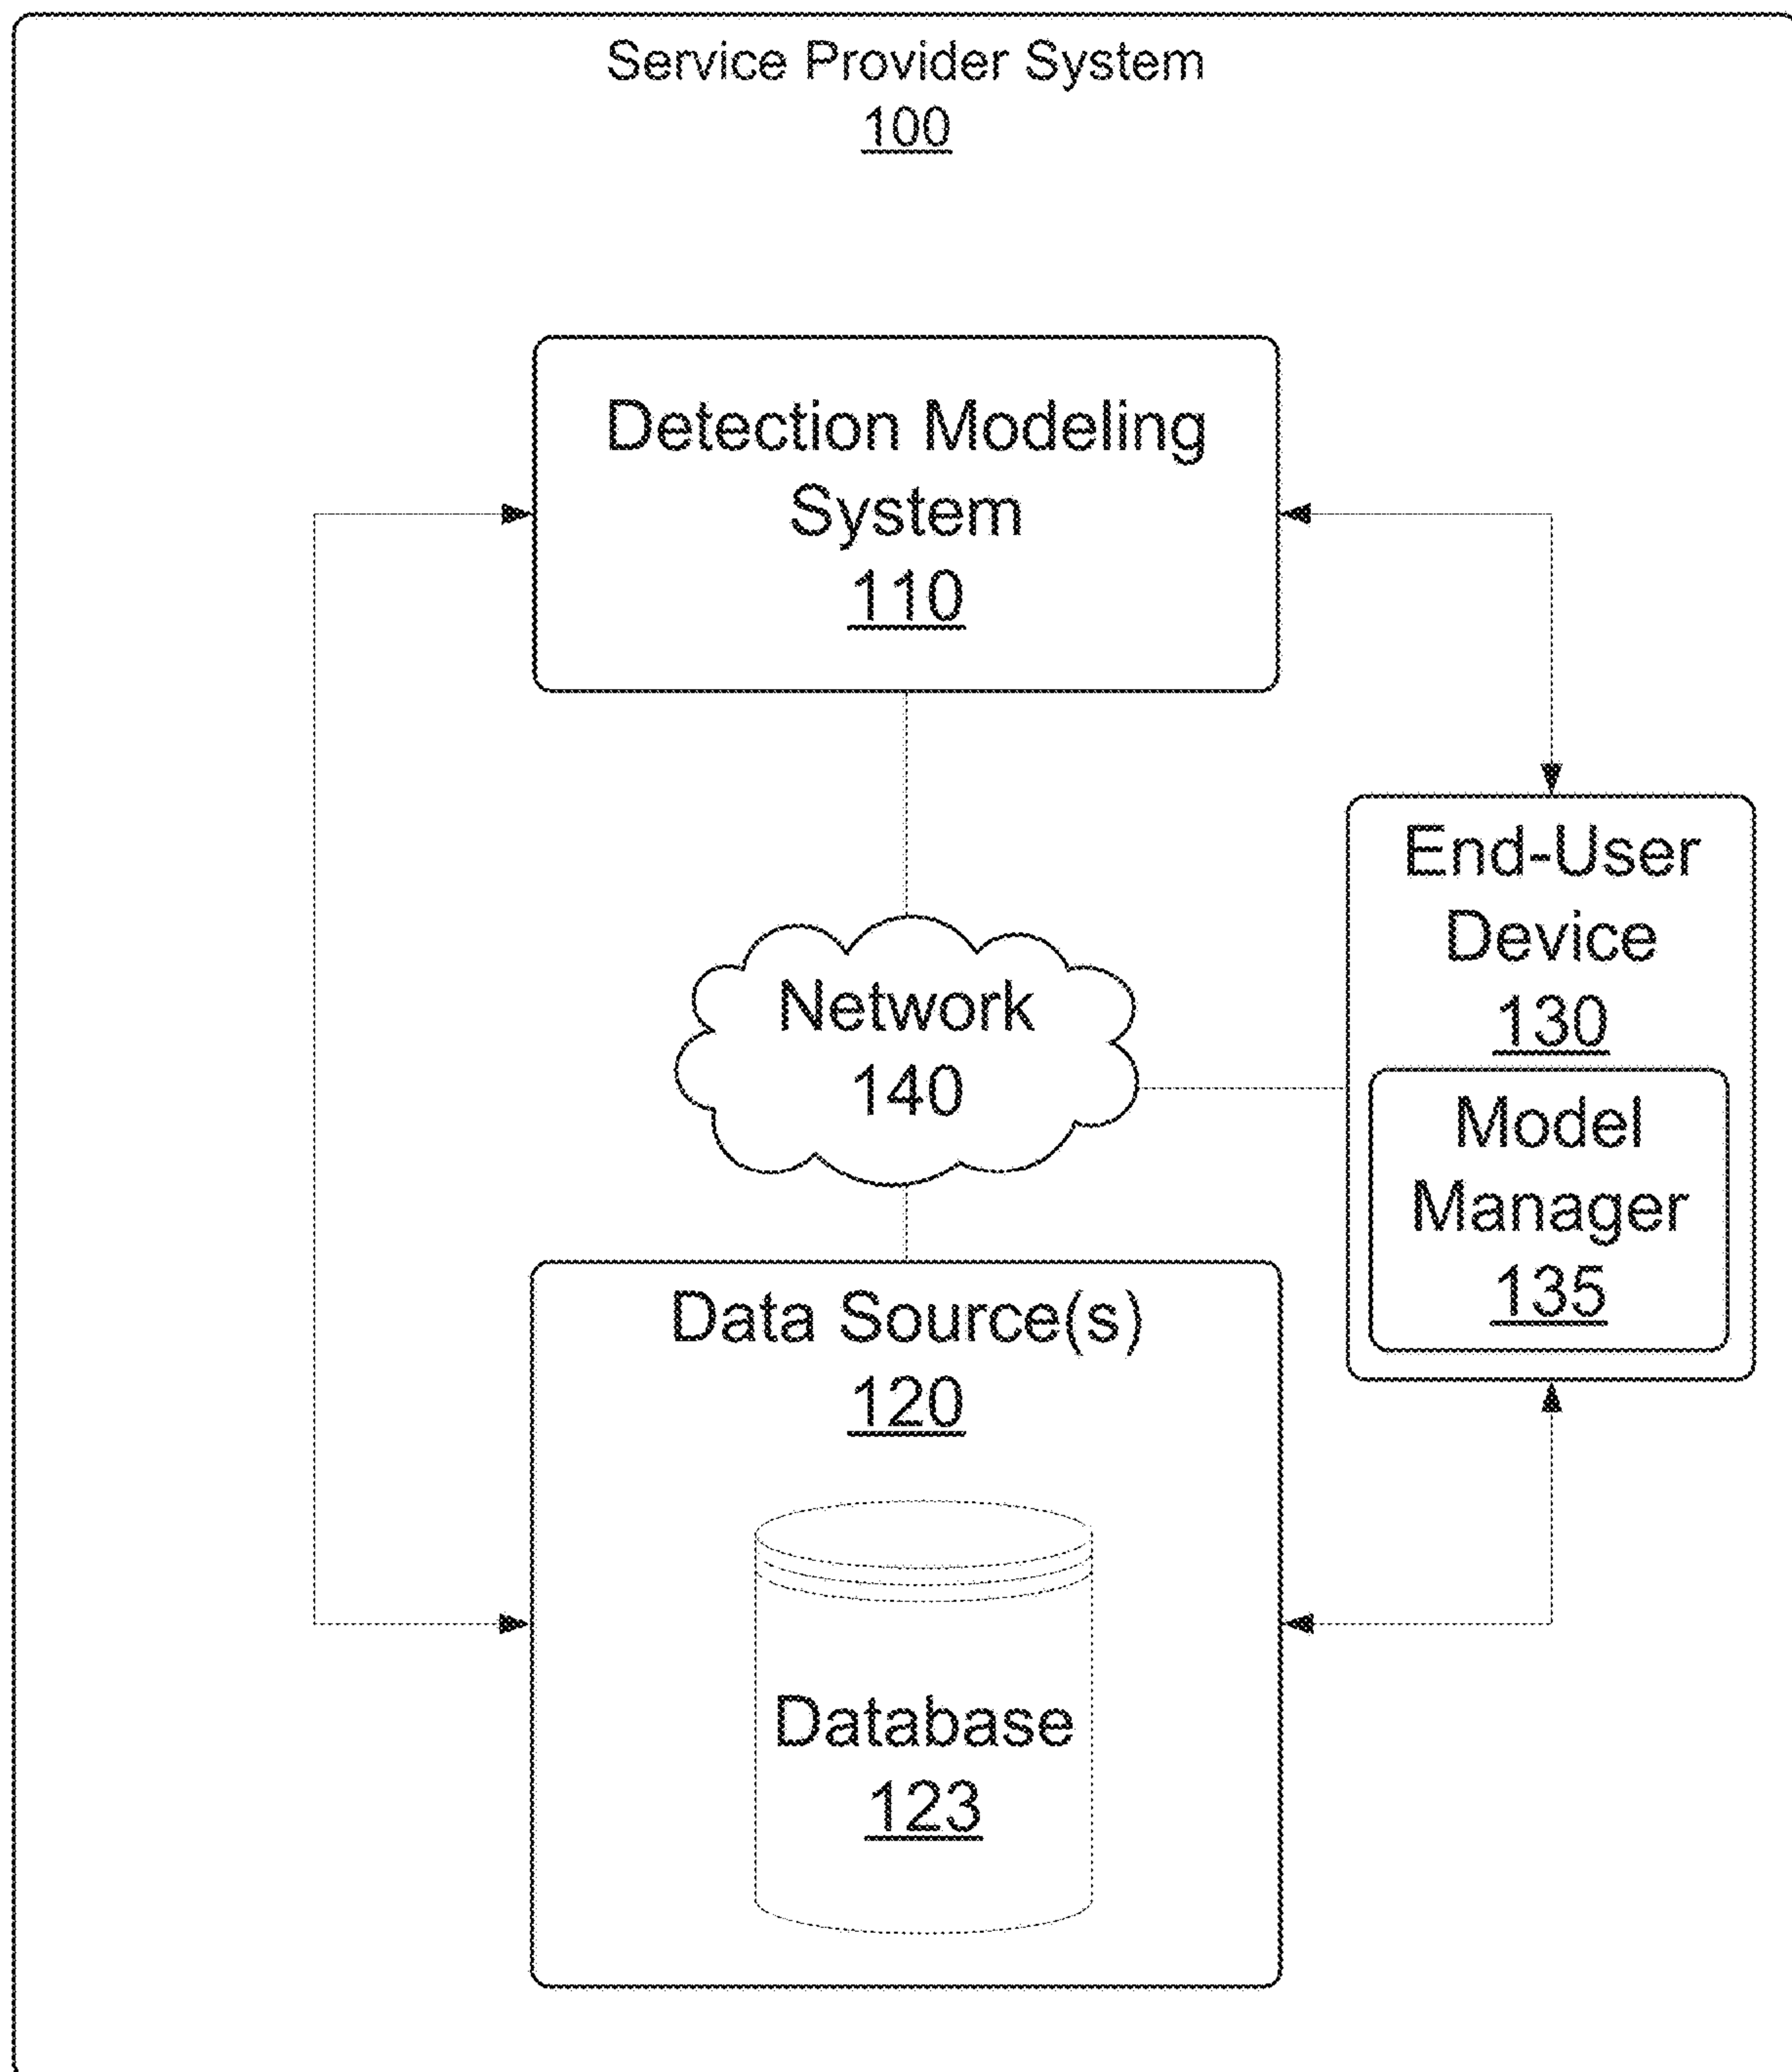 Service Provider System
100
Detection Modeling
System
110
Network
140
End-User
Device
130
Model
Manager
135
Data Source(s)
120
Database
123